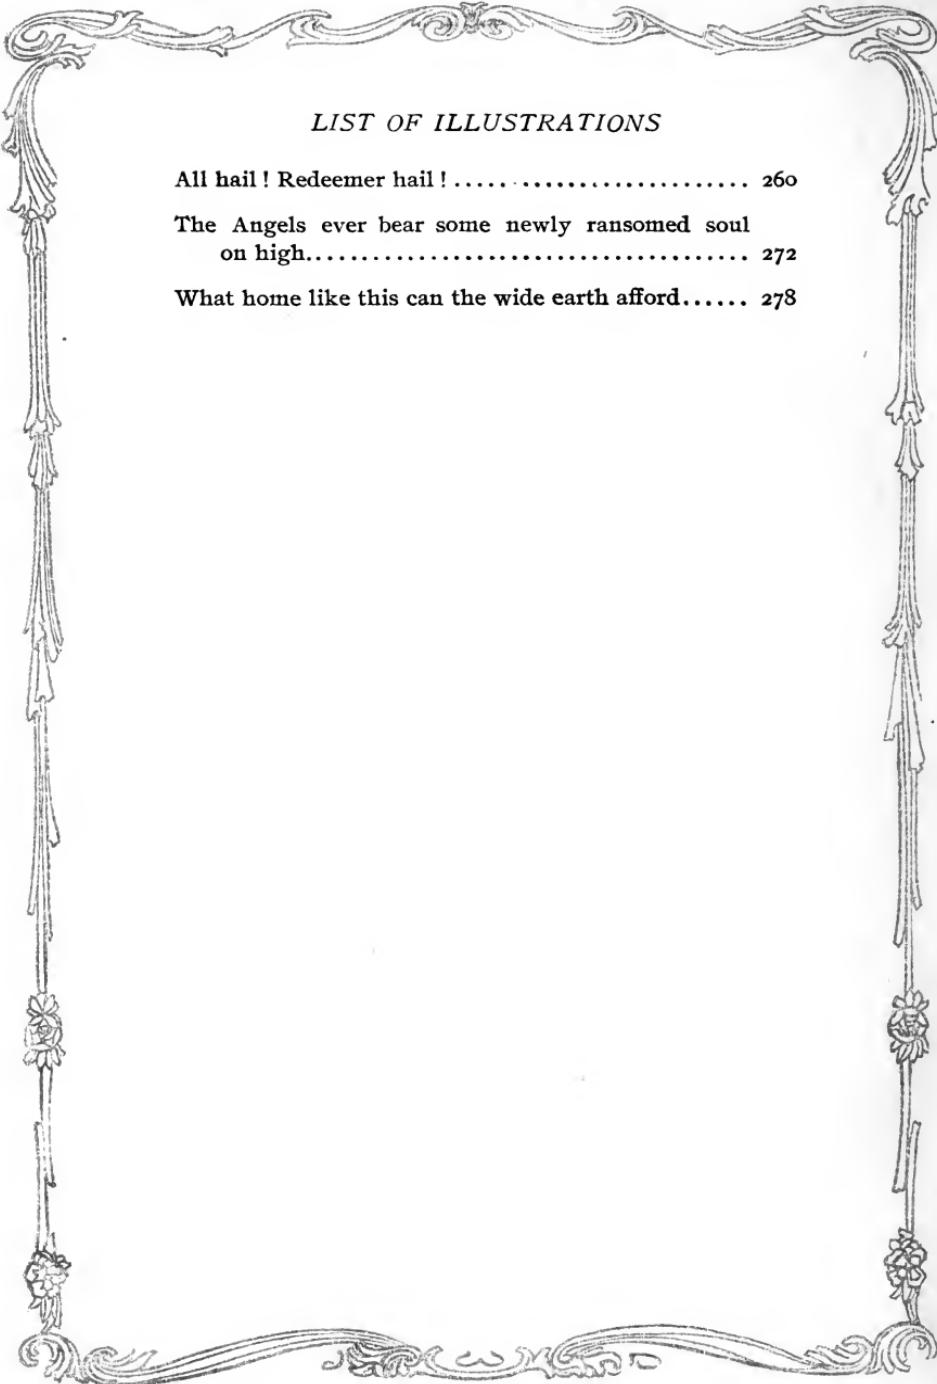 LIST OF ILLUSTRATIONS
All hail ! Redeemer hail ! ........................... 260
The Angels ever bear some newly ransomed soul
on high........................................ 272
What home like this can the wide earth afford...... 278